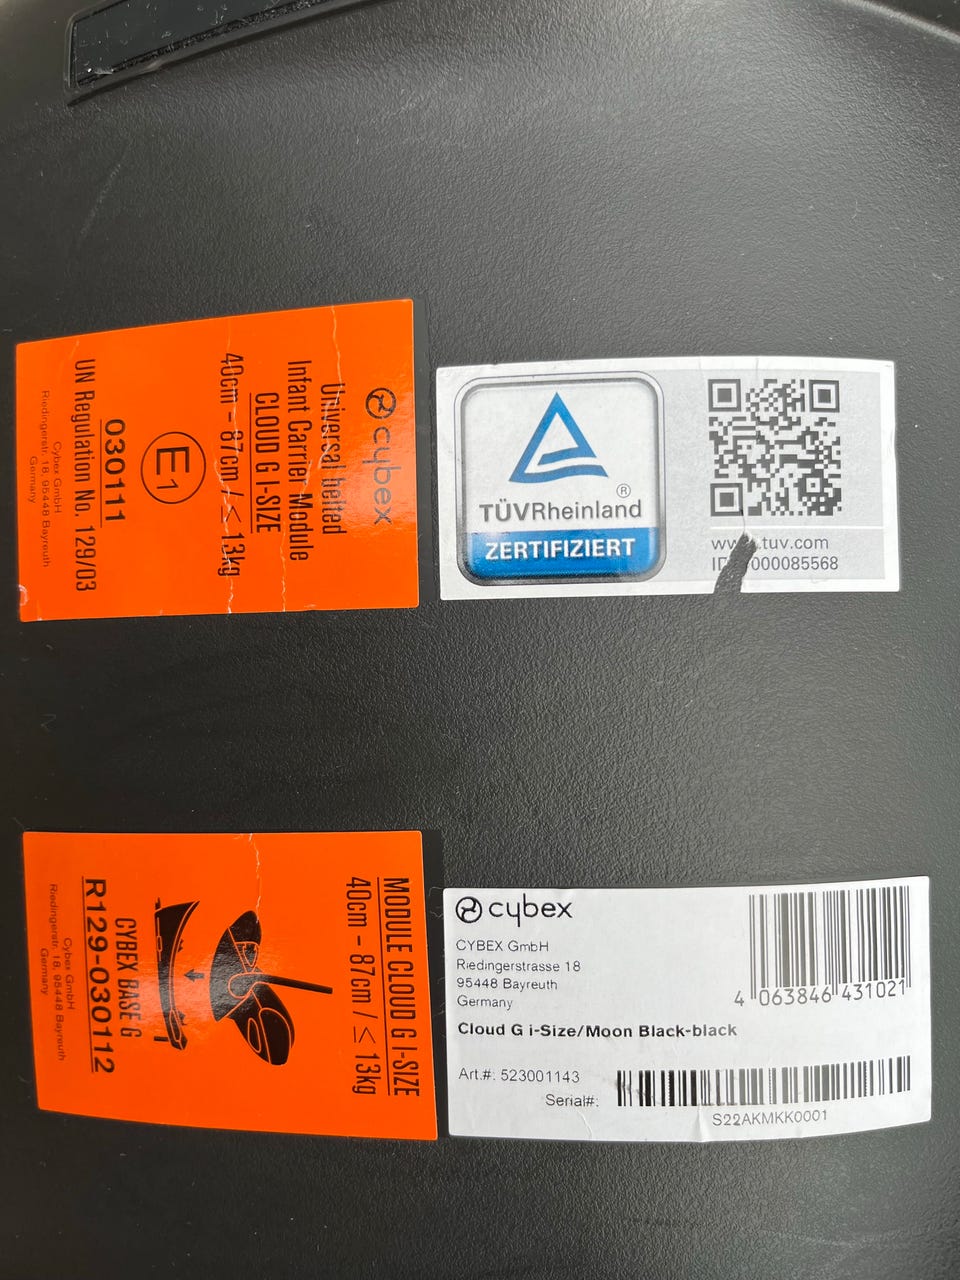 cybex
Universal belted
Infant Carrier Module
CLOUD G I-SIZE
40cm - 87cm / ≤ 13kg
E1
030111
UN Regulation No. 129/03
Cybex GmbH
Riedingerstr. 18, 95448 Bayreuth
Germany
TÜVRheinland®
ZERTIFIZIERT
.tuv.com
000085568
MODULE CLOUD G I-SIZE
40cm - 87cm / ≤ 13kg
CYBEX BASE G
R129-030112
Cybex GmbH
Riedingerstr. 18, 95448 Bayreuth
Germany
cybex
CYBEX GmbH
Riedingerstrasse 18
95448 Bayreuth
Germany
4 063846 431021
Cloud G i-Size/Moon Black-black
Art.#: 523001143
Serial#:
S22AKMKK0001